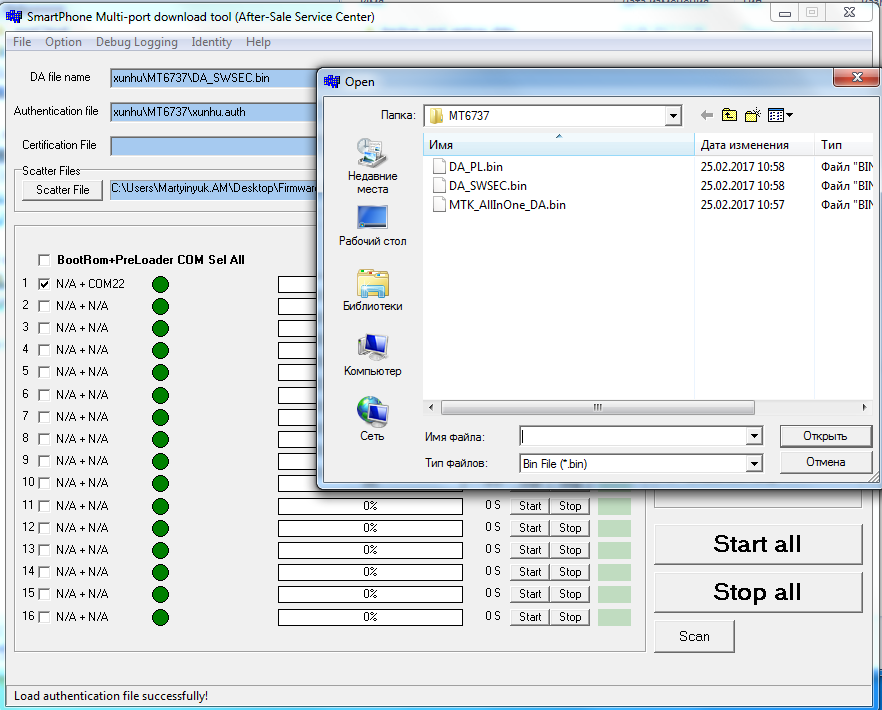 SmartPhone Multi-port download tool (After-Sale Service Center)
File Option Debug Logging Identity Help
DA file name xunhu\MT6737\DA_SWSEC.bin
Authentication file xunhu\MT6737\xunhu.auth
Certification File
Scatter Files
Scatter File C:\Users\Martyinyuk.AM\Desktop\Firmware
BootRom+PreLoader COM Sel All
1 N/A + COM22
2 N/A + N/A
3 N/A + N/A
4 N/A + N/A
5 N/A + N/A
6 N/A + N/A
7 N/A + N/A
8 N/A + N/A
9 N/A + N/A
10 N/A + N/A
11 N/A + N/A 0% 0 S Start Stop
12 N/A + N/A 0% 0 S Start Stop
13 N/A + N/A 0% 0 S Start Stop
14 N/A + N/A 0% 0 S Start Stop
15 N/A + N/A 0% 0 S Start Stop
16 N/A + N/A 0% 0 S Start Stop
Start all
Stop all
Scan
Load authentication file successfully!
Open
Папка: MT6737
Недавние
места
Рабочий стол
Библиотеки
Компьютер
Сеть
Имя Дата изменения Тип
DA_PL.bin 25.02.2017 10:58 Файл "BIN
DA_SWSEC.bin 25.02.2017 10:58 Файл "BIN
MTK_AllInOne_DA.bin 25.02.2017 10:57 Файл "BIN
Имя файла: Открыть
Тип файлов: Bin File (*.bin) Отмена